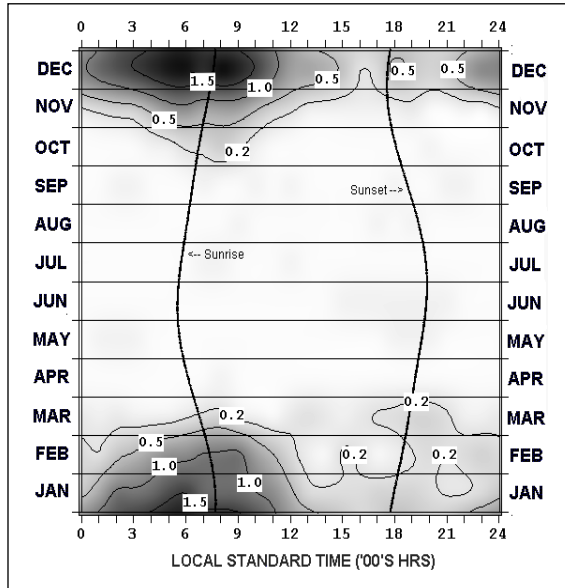 0 3 6 9 12 15 18 21 24
DEC 0.5 0.5 0.5 DEC
1.5 1.0
NOV 0.5 NOV
OCT 0.2 OCT
SEP Sunset--> SEP
AUG AUG
JUL <-- Sunrise JUL
JUN JUN
MAY MAY
APR APR
MAR 0.2 0.2 MAR
0.5
FEB 1.0 0.2 0.2 FEB
JAN 1.0 JAN
1.5
0 3 6 9 12 15 18 21 24
LOCAL STANDARD TIME ('00'S HRS)